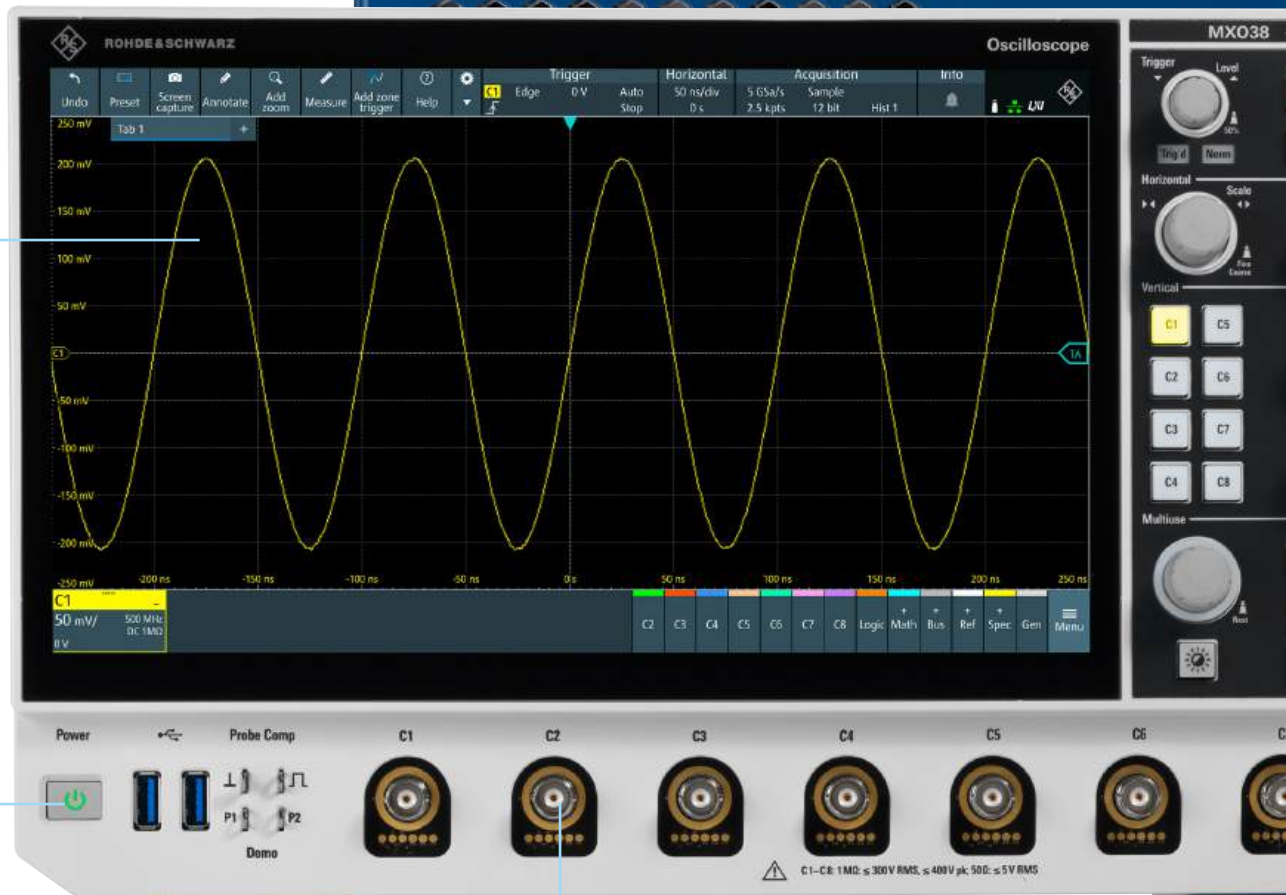 ROHDE&SCHWARZ
Oscilloscope
MXO38
Undo
Preset
Screen capture
Annotate
Add zoom
Measure
Add zone trigger
Help
Trigger
C1 Edge 0 V Auto
Stop
Horizontal
50 ns/div
0 s
Acquisition
5 GSa/s Sample
2.5 kpts 12 bit Hist 1
Info
LXI
Tab 1 +
250 mV
200 mV
150 mV
100 mV
50 mV
C1
TA
-50 mV
-100 mV
-150 mV
-200 mV
-250 mV
-200 ns
-150 ns
-100 ns
-50 ns
0 s
50 ns
100 ns
150 ns
200 ns
250 ns
C1
50 mV/ 500 MHz
DC 1MΩ
0 V
C2 C3 C4 C5 C6 C7 C8 Logic Math Bus Ref Spec Gen Menu
Trigger
Level
50%
Trig'd Norm
Horizontal
Scale
Fine
Coarse
Vertical
C1 C5
C2 C6
C3 C7
C4 C8
Multiuse
Power
Probe Comp
C1 C2 C3 C4 C5 C6
P1 P2
Demo
C1–C8: 1 MΩ: ≤ 300 V RMS, ≤ 400 V pk; 50Ω: ≤ 5 V RMS